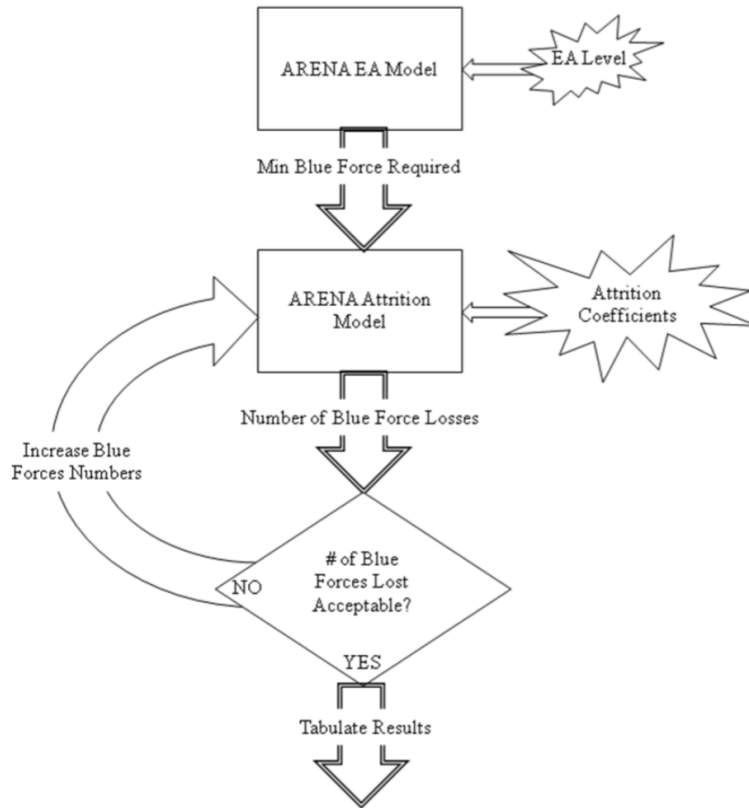 ARENA EA Model
EA Level
Min Blue Force Required
ARENA Attrition
Model
Attrition
Coefficients
Number of Blue Force Losses
Increase Blue
Forces Numbers
# of Blue
Forces Lost
Acceptable?
NO
YES
Tabulate Results